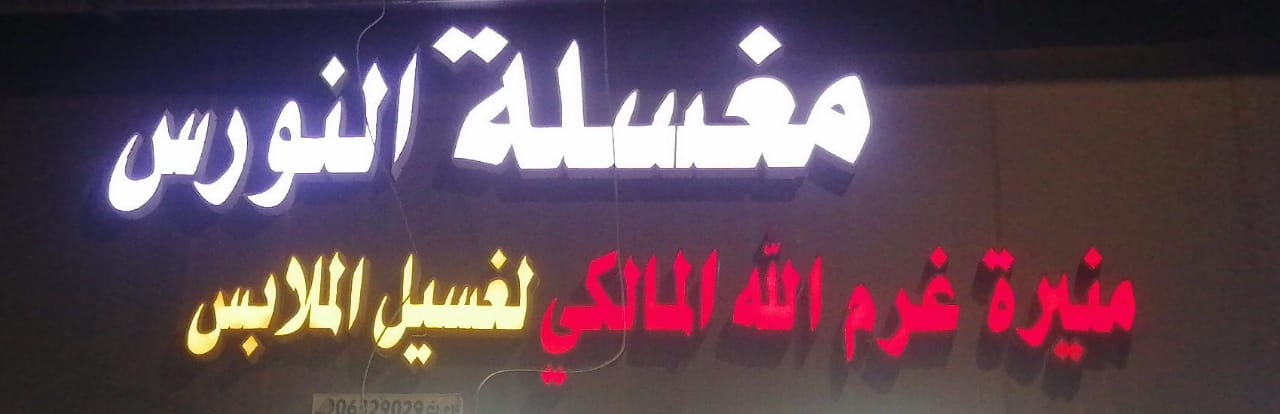 مغسلة النورس
منيرة غرم الله المالكي لغسيل الملابس